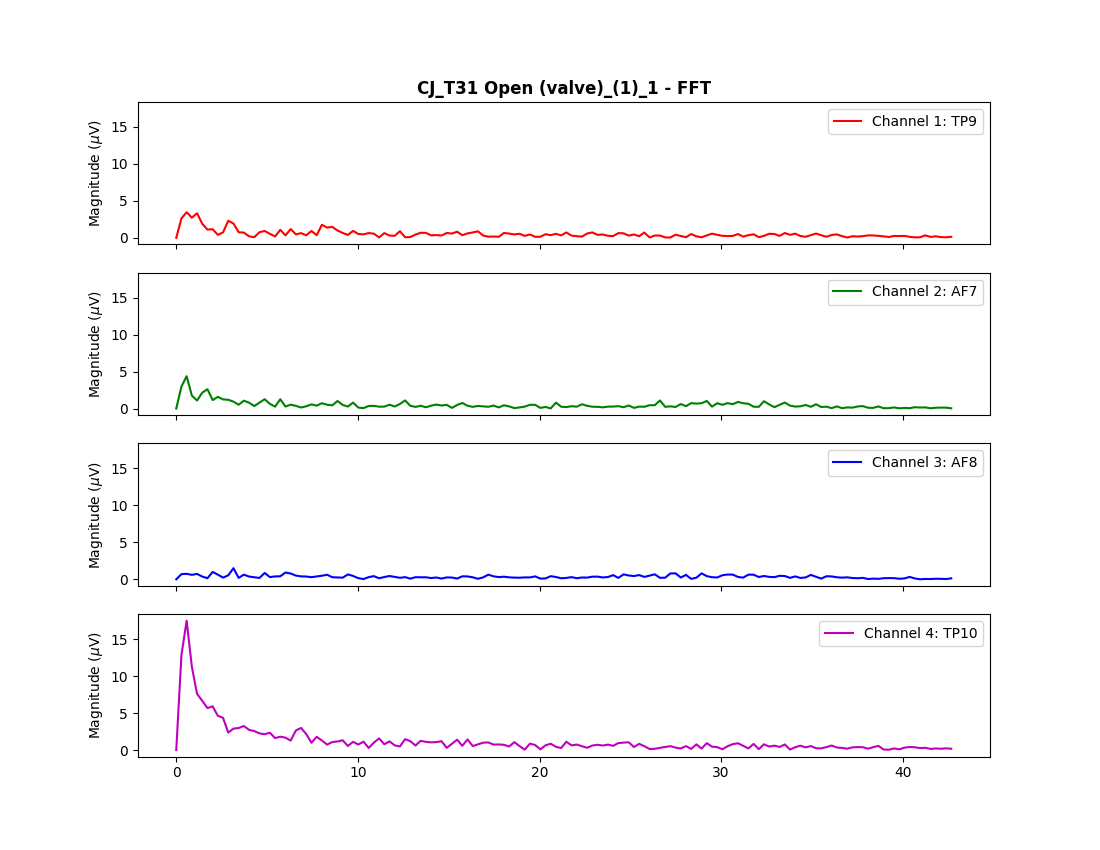 CJ_T31 Open (valve)_(1)_1 - FFT
Magnitude (μV)
15
10
5
0
Channel 1: TP9
Magnitude (μV)
15
10
5
0
Channel 2: AF7
Magnitude (μV)
15
10
5
0
Channel 3: AF8
Magnitude (μV)
15
10
5
0
Channel 4: TP10
0 10 20 30 40